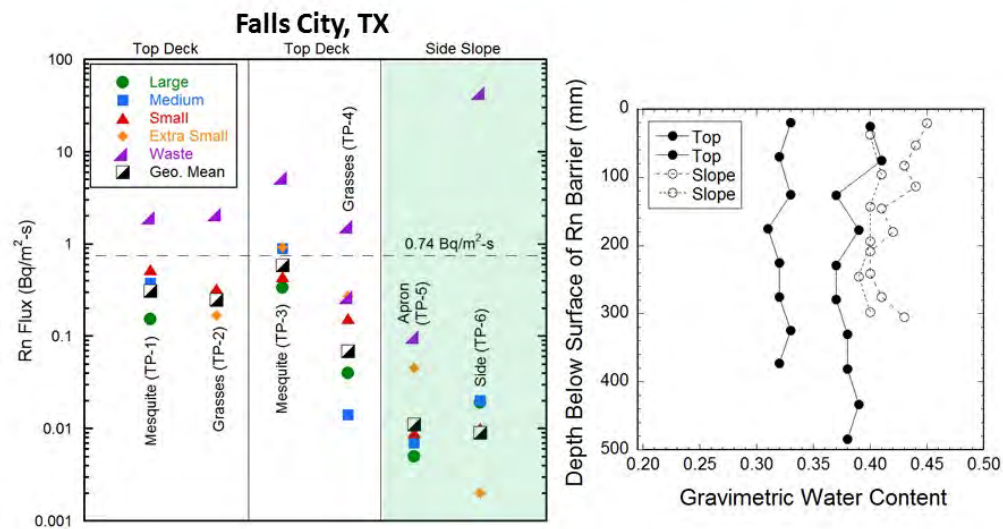 Falls City, TX
Top Deck
Top Deck
Side Slope
100
10
1
0.1
0.01
0.001
Rn Flux (Bq/m²-s)
Large
Medium
Small
Extra Small
Waste
Geo. Mean
0.74 Bq/m²-s
Mesquite (TP-1)
Grasses (TP-2)
Mesquite (TP-3)
Grasses (TP-4)
Apron
(TP-5)
Side (TP-6)
Depth Below Surface of Rn Barrier (mm)
0
100
200
300
400
500
Top
Top
Slope
Slope
0.20
0.30
0.35
0.40
0.45
0.50
Gravimetric Water Content